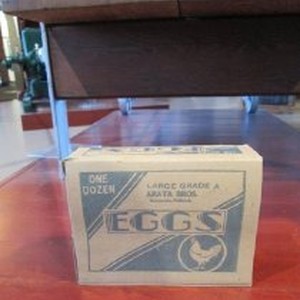 ONE
DOZEN
LARGE GRADE A
ARATA BROS.
EGGS